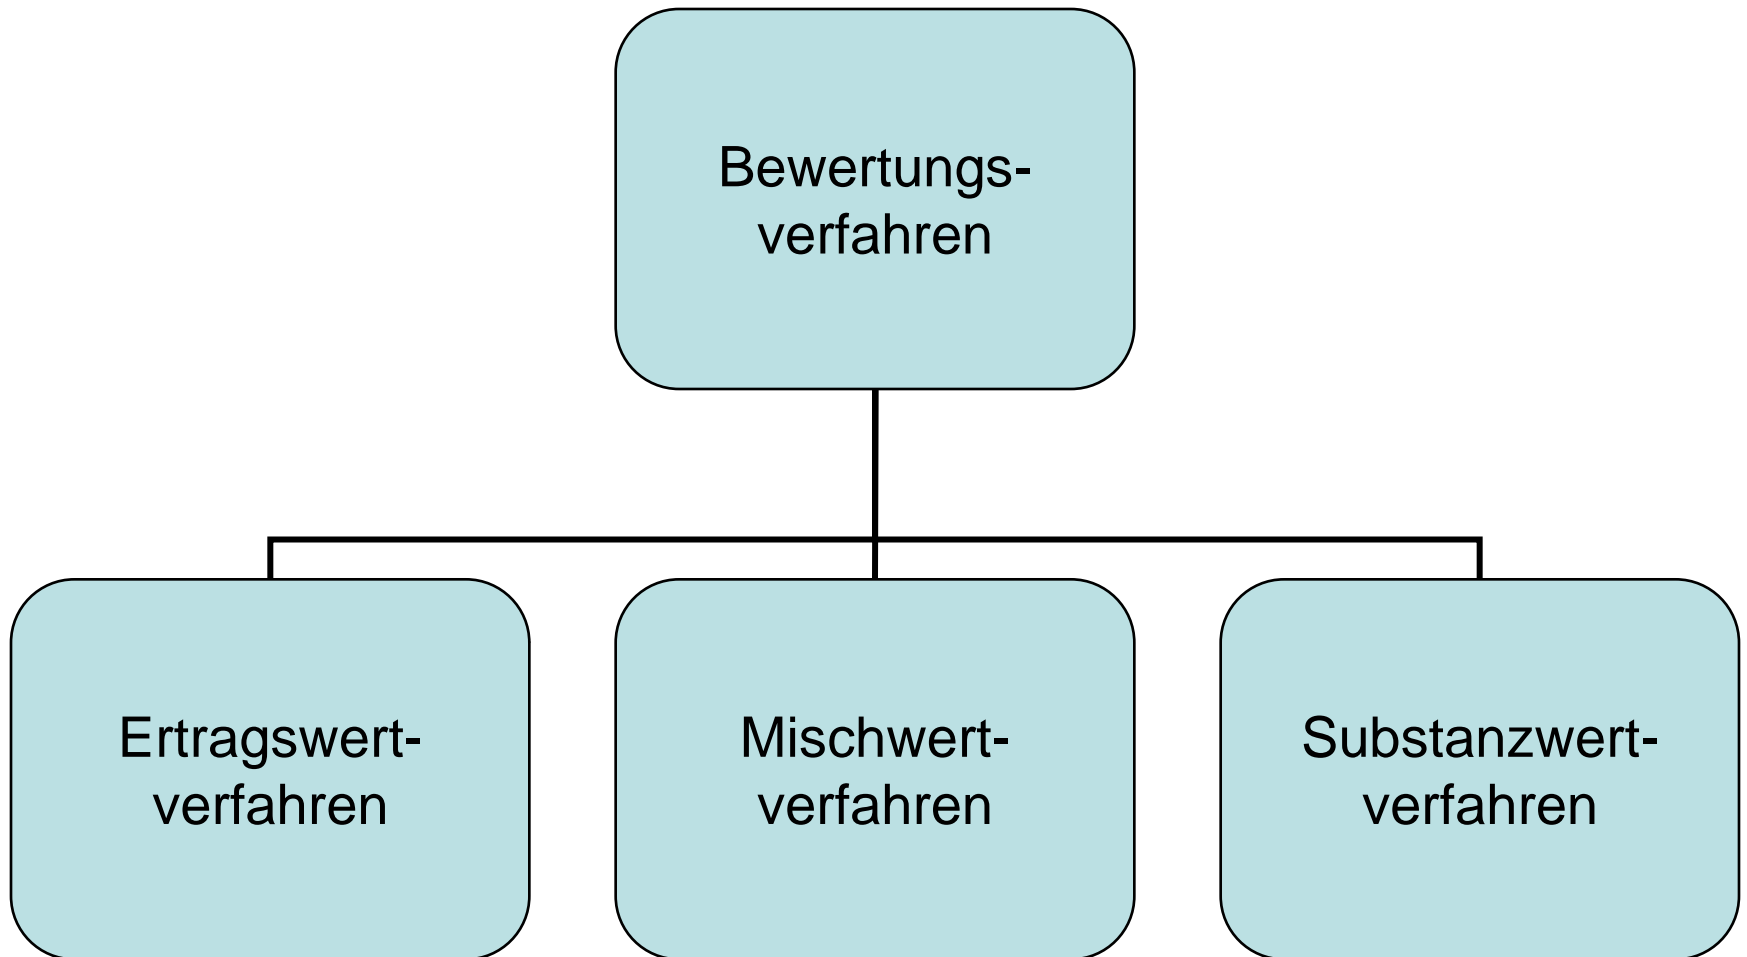 Bewertungs-
verfahren
Ertragswert-
verfahren
Mischwert-
verfahren
Substanzwert-
verfahren